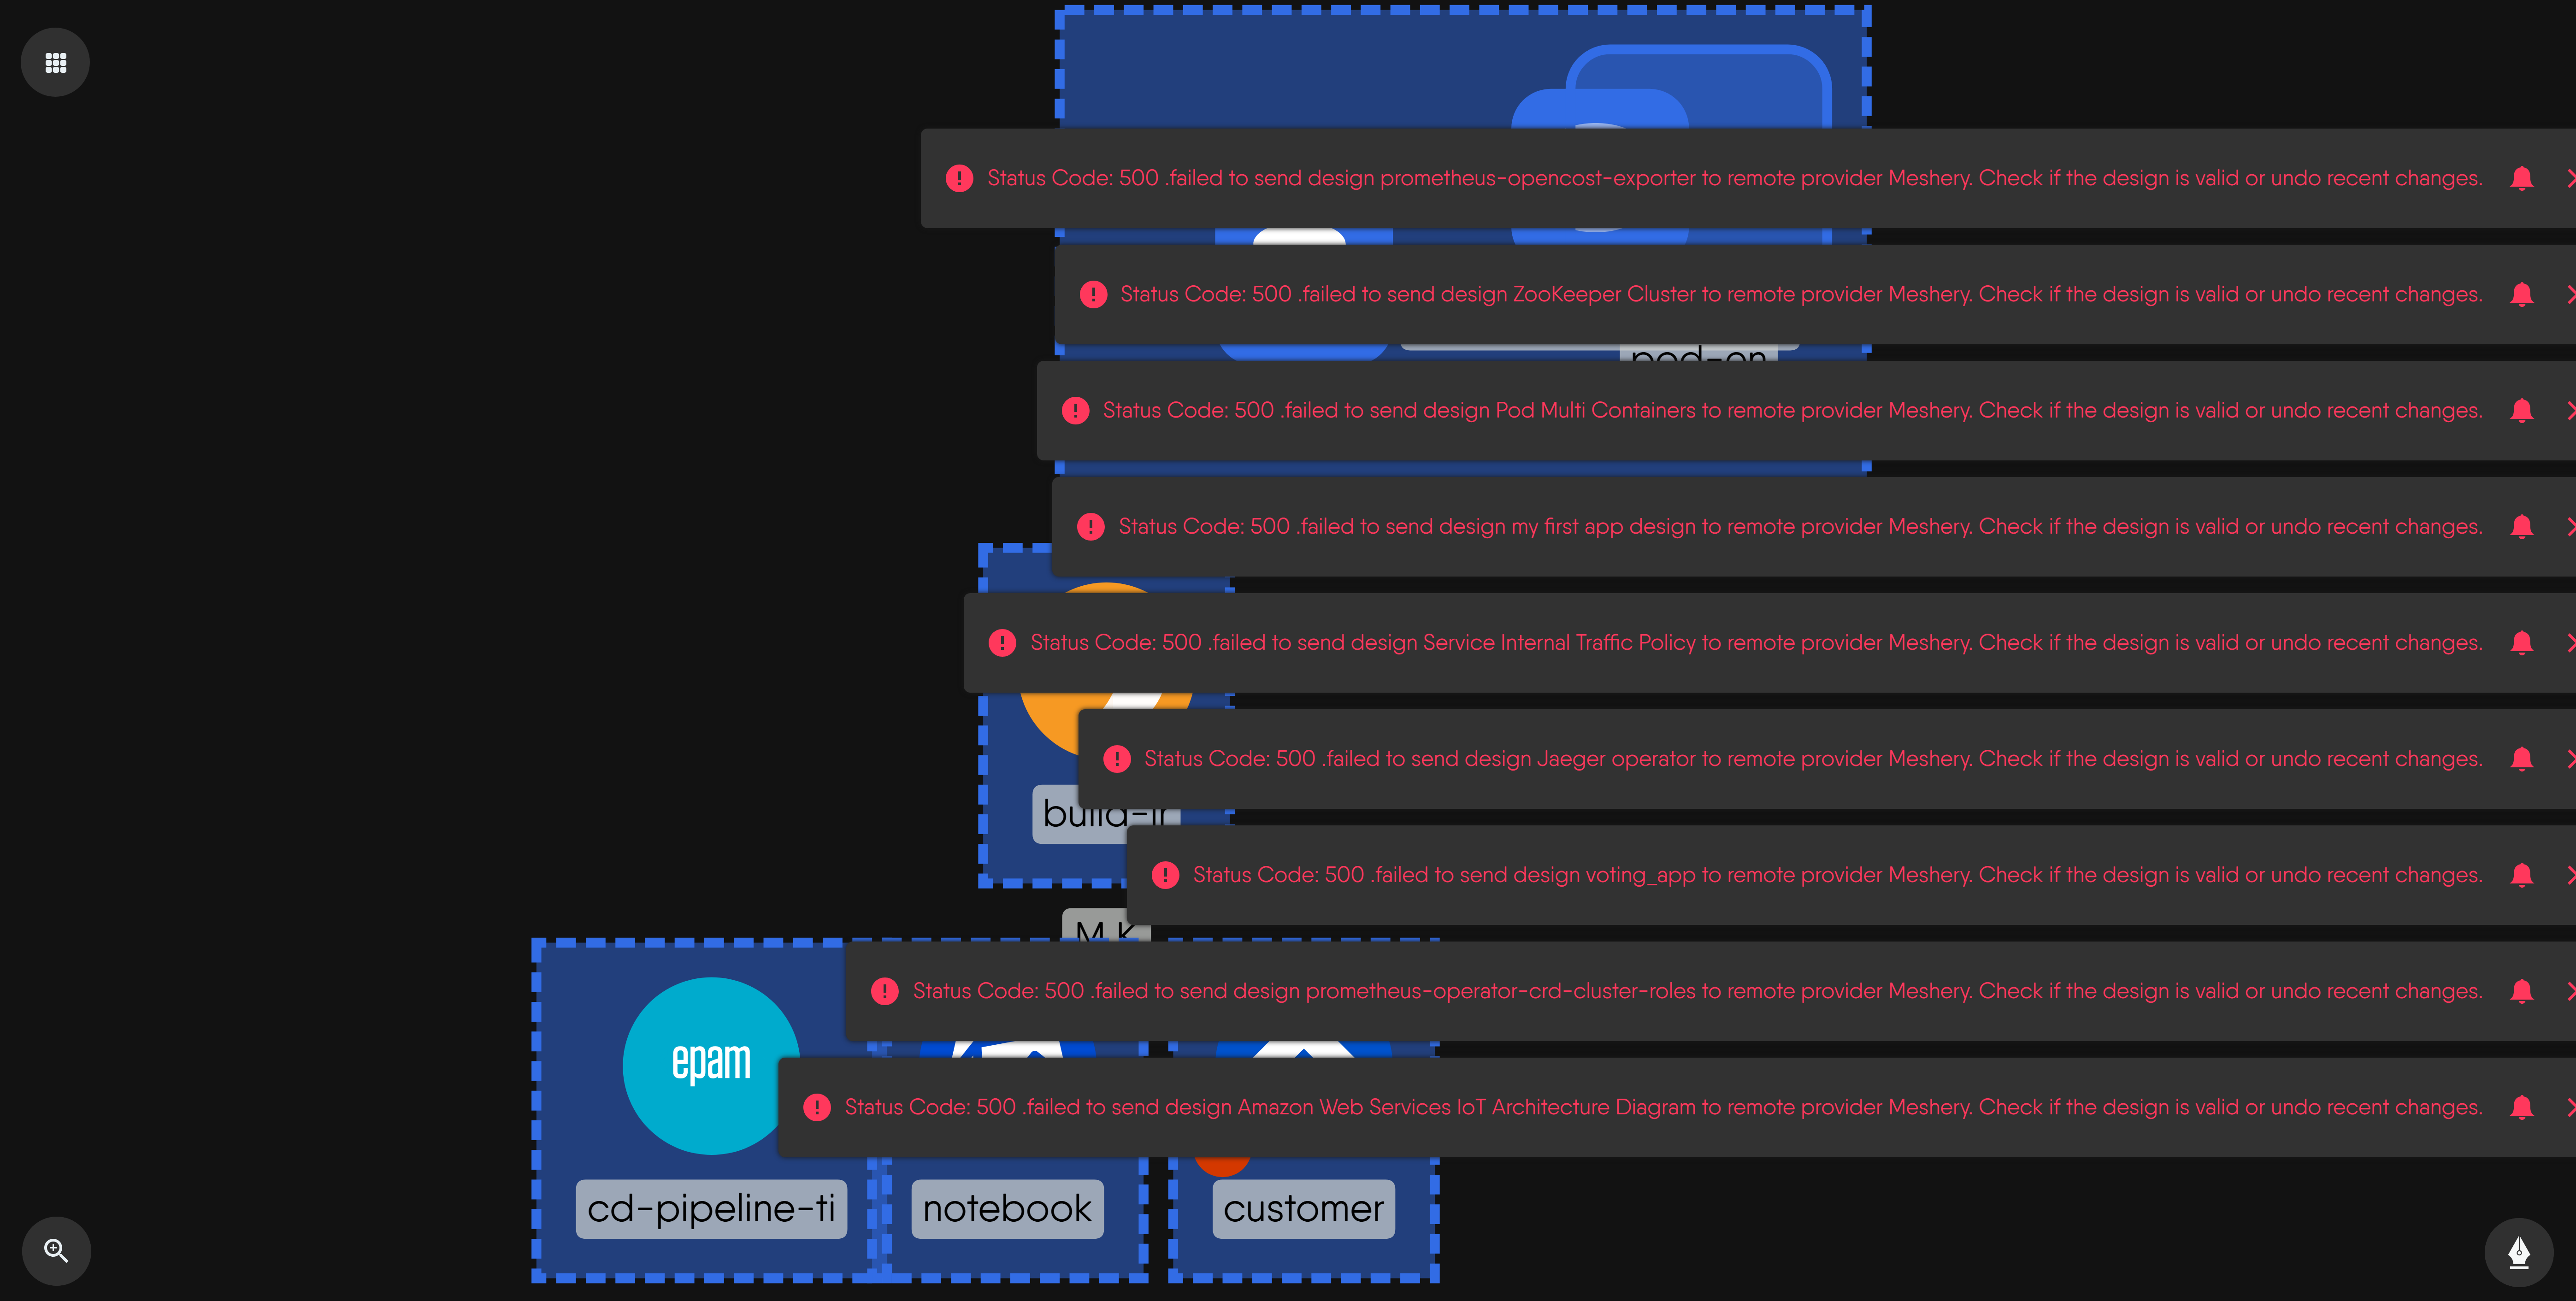 Status Code: 500 .failed to send design prometheus-opencost-exporter to remote provider Meshery. Check if the design is valid or undo recent changes.
Status Code: 500 .failed to send design ZooKeeper Cluster to remote provider Meshery. Check if the design is valid or undo recent changes.
pod-en
Status Code: 500 .failed to send design Pod Multi Containers to remote provider Meshery. Check if the design is valid or undo recent changes.
Status Code: 500 .failed to send design my first app design to remote provider Meshery. Check if the design is valid or undo recent changes.
Status Code: 500 .failed to send design Service Internal Traffic Policy to remote provider Meshery. Check if the design is valid or undo recent changes.
Status Code: 500 .failed to send design Jaeger operator to remote provider Meshery. Check if the design is valid or undo recent changes.
Status Code: 500 .failed to send design voting_app to remote provider Meshery. Check if the design is valid or undo recent changes.
Status Code: 500 .failed to send design prometheus-operator-crd-cluster-roles to remote provider Meshery. Check if the design is valid or undo recent changes.
epam
Status Code: 500 .failed to send design Amazon Web Services IoT Architecture Diagram to remote provider Meshery. Check if the design is valid or undo recent changes.
cd-pipeline-ti
notebook
customer